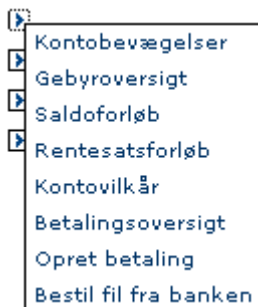 Kontobevægelser
Gebyroversigt
Saldoforløb
Rentesatsforløb
Kontovilkår
Betalingsoversigt
Opret betaling
Bestil fil fra banken